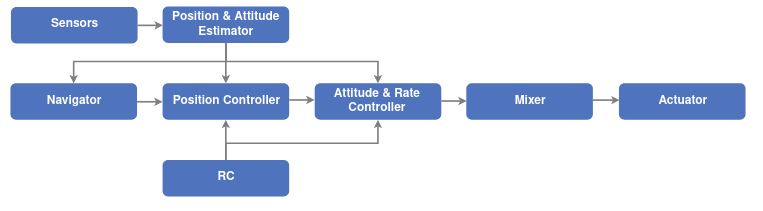 Sensors
Position & Attitude
Estimator
Navigator
Position Controller
Attitude & Rate
Controller
Mixer
Actuator
RC